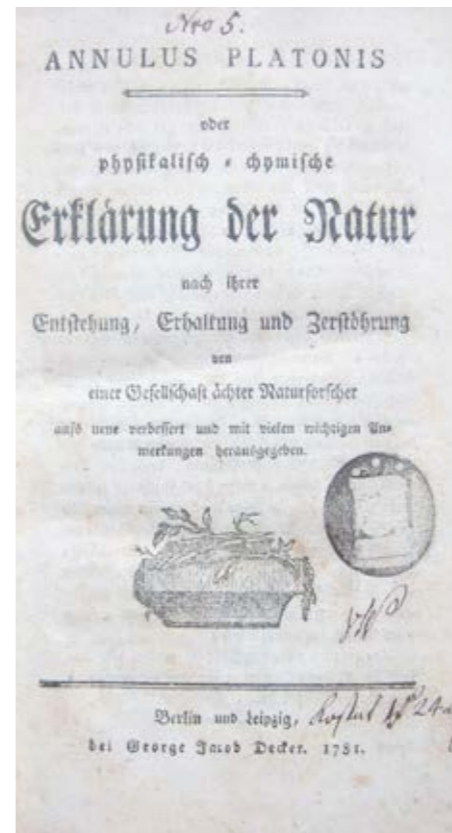 Nro 5.
ANNULUS PLATONIS
oder
physikalisch-chymische
Erklärung der Natur
nach ihrer
Entstehung, Erhaltung und Zerstöhrung
von
einer Gesellschaft ächter Naturforscher
aufs neue verbessert und mit vielen wichtigen An-
merkungen herausgegeben.
Berlin und Leipzig,
bei George Jacob Decker. 1781.